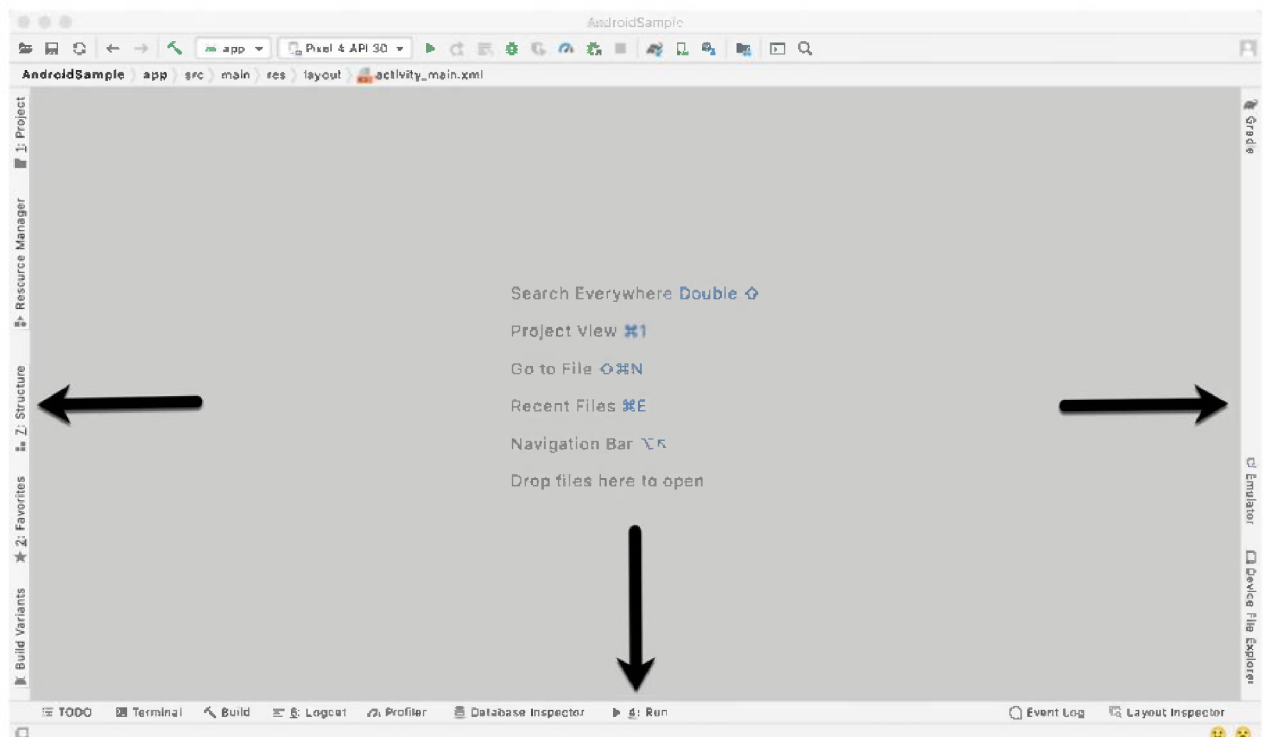 AndroidSample
app
Pixel 4 API 30
AndroidSample app src main res layout activity_main.xml
1: Project
Resource Manager
Z: Structure
2: Favorites
Build Variants
Search Everywhere Double ⇧
Project View ⌘1
Go to File ⇧⌘N
Recent Files ⌘E
Navigation Bar ⌥↖
Drop files here to open
Gradle
Emulator
Device File Explorer
TODO Terminal Build 6: Logcat Profiler Database Inspector 4: Run Event Log Layout Inspector